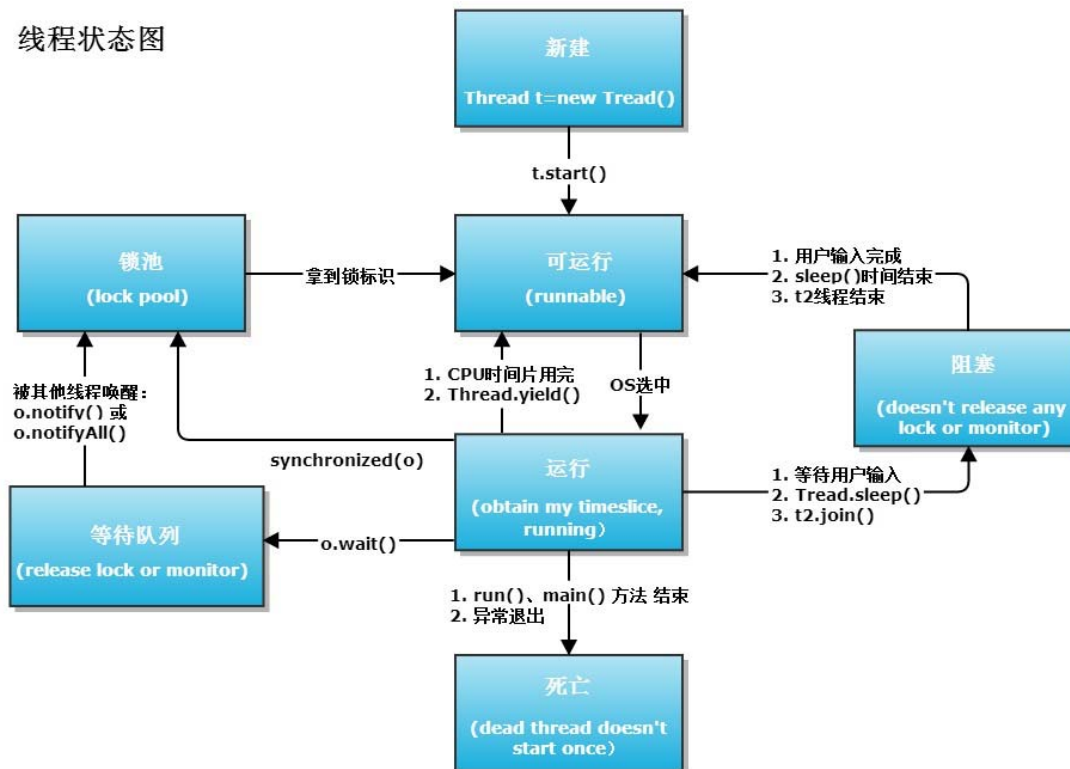 线程状态图
新建
Thread t=new Tread()
t.start()
锁池
(lock pool)
拿到锁标识
可运行
(runnable)
1. 用户输入完成
2. sleep()时间结束
3. t2线程结束
阻塞
(doesn't release any
lock or monitor)
被其他线程唤醒：
o.notify() 或
o.notifyAll()
1. CPU时间片用完
2. Thread.yield()
OS选中
synchronized(o)
运行
(obtain my timeslice,
running）
1. 等待用户输入
2. Tread.sleep()
3. t2.join()
等待队列
(release lock or monitor)
o.wait()
1. run()、main() 方法 结束
2. 异常退出
死亡
(dead thread doesn't
start once）